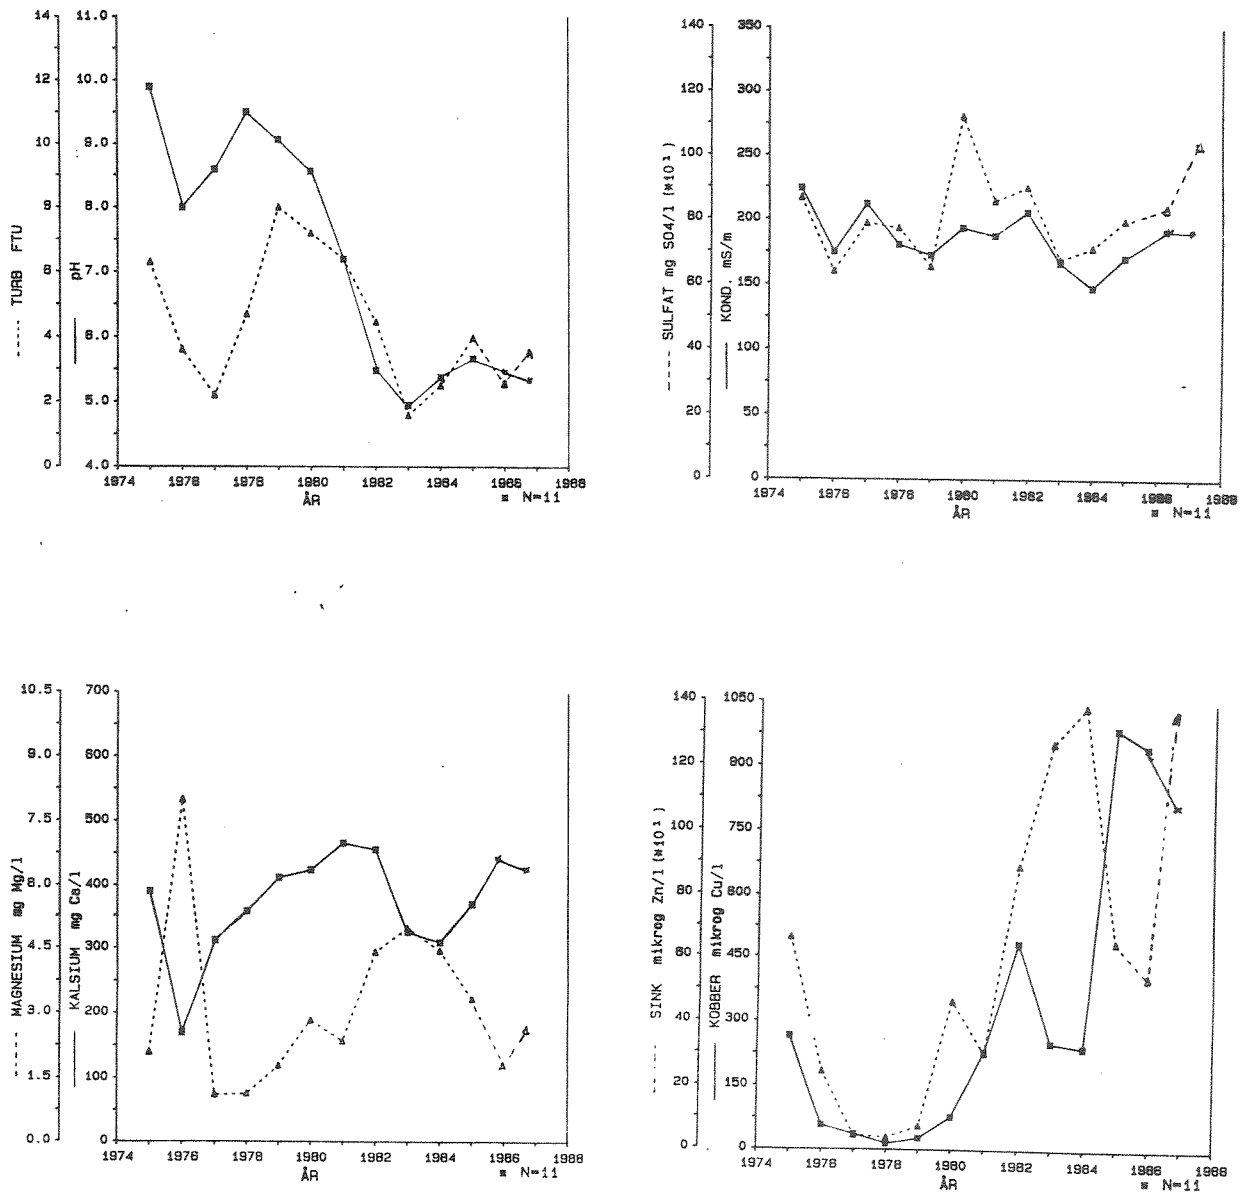 14 11.0
12 10.0
10 9.0
8 8.0
6 7.0
4 6.0
2 5.0
0 4.0
---- TURB FTU
—— pH
1974 1976 1978 1980 1982 1984 1986 1988
ÅR
N=11
140 350
120 300
100 250
80 200
60 150
40 100
20 50
0 0
---- SULFAT mg SO4/l (*10¹)
—— KOND. mS/m
1974 1976 1978 1960 1982 1984 1986 1988
ÅR
N=11
10.5 700
9.0 600
7.5 500
6.0 400
4.5 300
3.0 200
1.5 100
0.0 0
---- MAGNESIUM mg Mg/l
—— KALSIUM mg Ca/l
1974 1976 1978 1980 1982 1984 1986 1988
ÅR
N=11
140 1050
120 900
100 750
80 600
60 450
40 300
20 150
0 0
---- SINK mikrog Zn/l (*10¹)
—— KOBBER mikrog Cu/l
1974 1976 1978 1980 1982 1984 1986 1988
ÅR
N=11